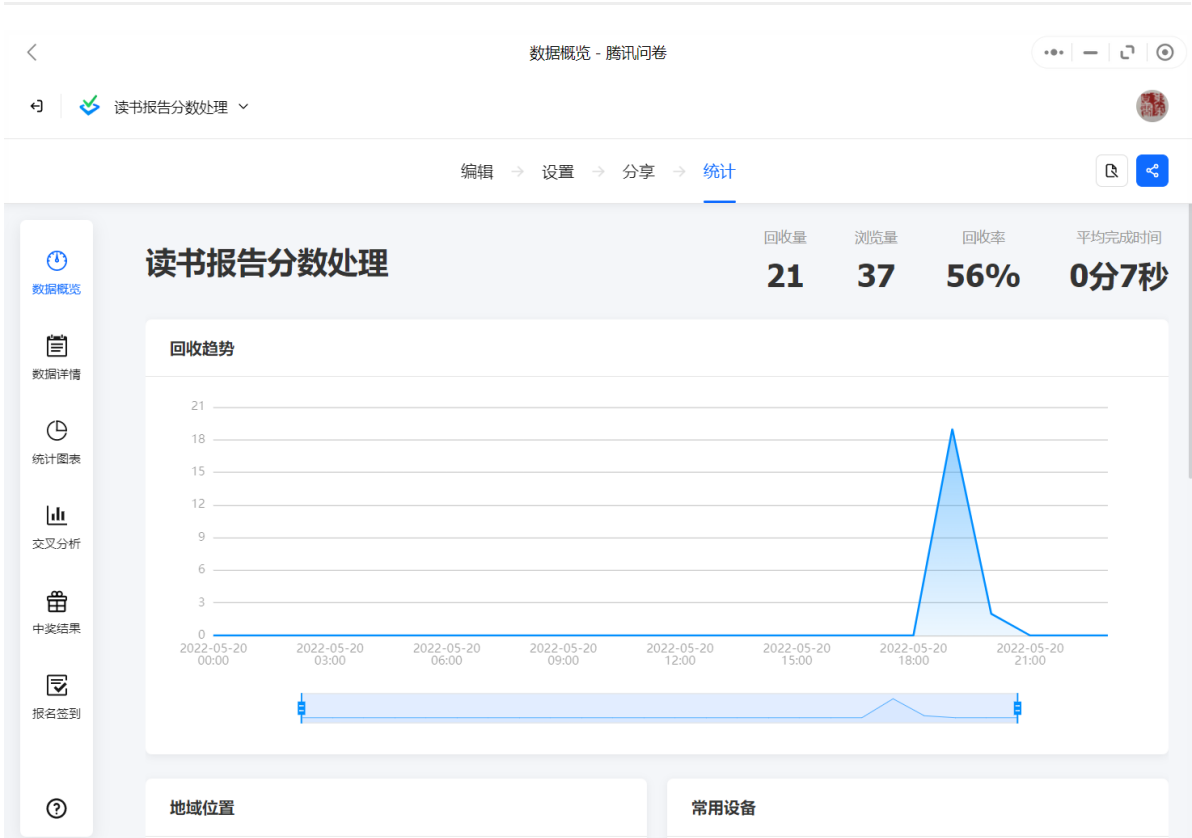 数据概览 - 腾讯问卷
读书报告分数处理
编辑 设置 分享 统计
读书报告分数处理
回收量 浏览量 回收率 平均完成时间
21 37 56% 0分7秒
数据概览
数据详情
统计图表
交叉分析
中奖结果
报名签到
回收趋势
21
18
15
12
9
6
3
0
2022-05-20 2022-05-20 2022-05-20 2022-05-20 2022-05-20 2022-05-20 2022-05-20 2022-05-20
00:00 03:00 06:00 09:00 12:00 15:00 18:00 21:00
地域位置 常用设备